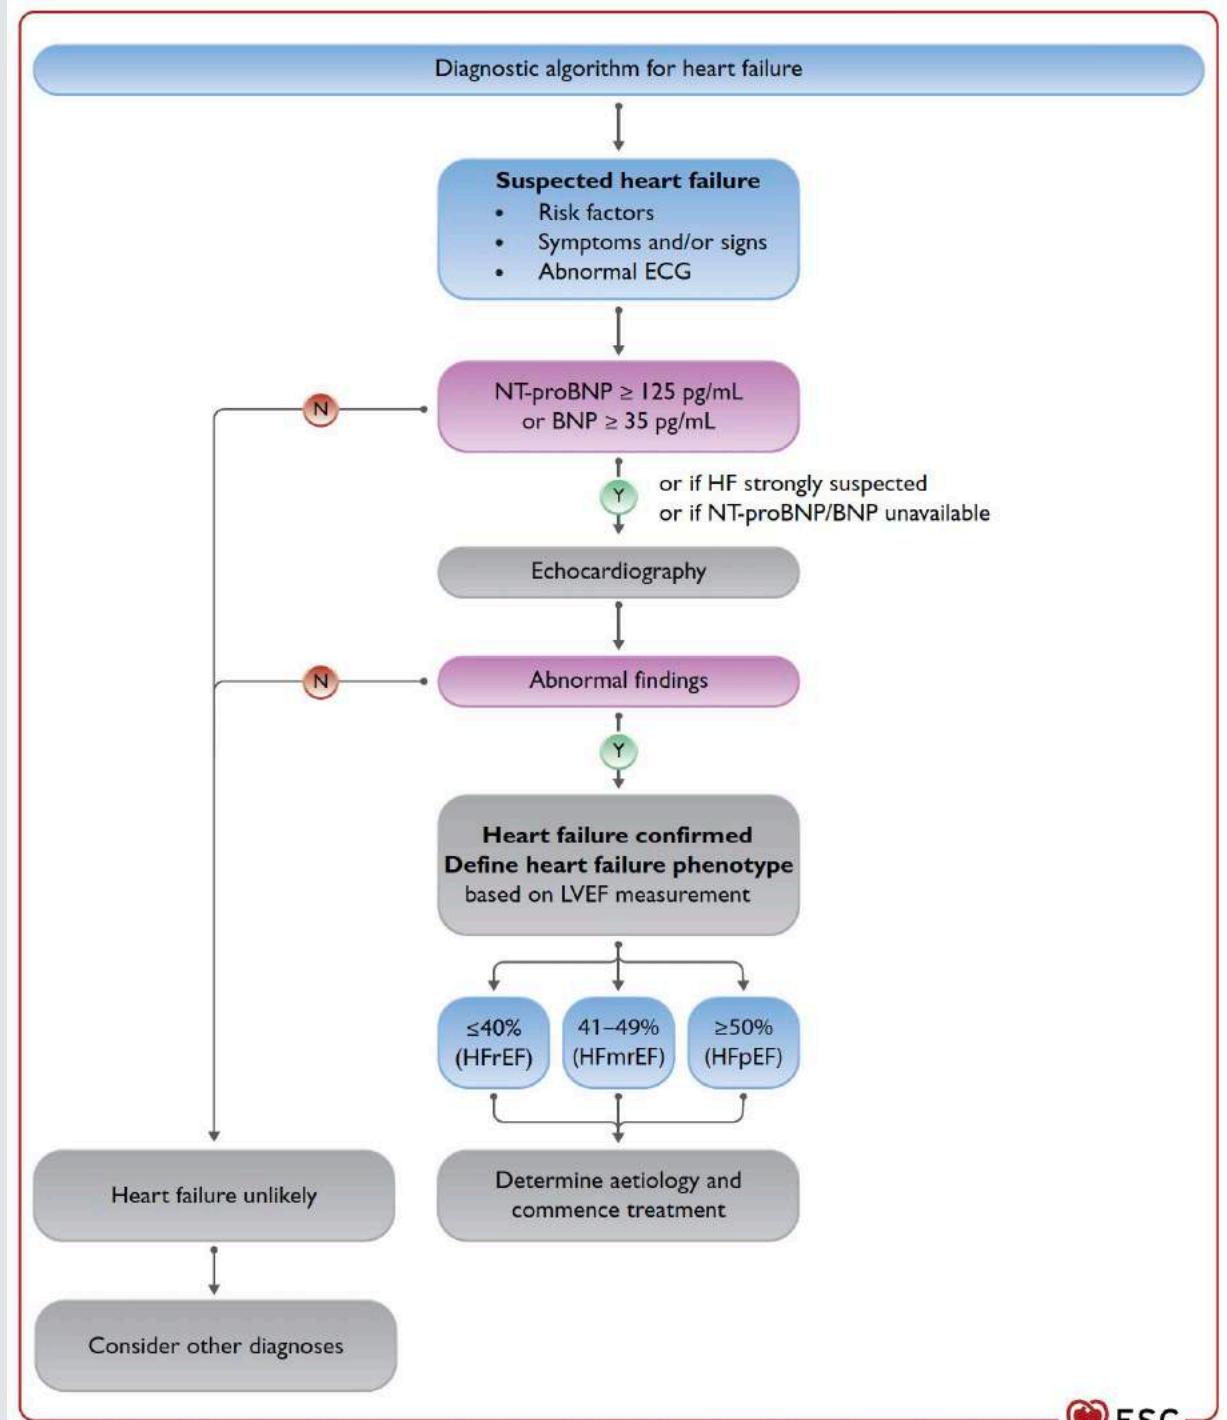 Diagnostic algorithm for heart failure
Suspected heart failure
• Risk factors
• Symptoms and/or signs
• Abnormal ECG
NT-proBNP ≥ 125 pg/mL
or BNP ≥ 35 pg/mL
N
Y
or if HF strongly suspected
or if NT-proBNP/BNP unavailable
Echocardiography
Abnormal findings
N
Y
Heart failure confirmed
Define heart failure phenotype
based on LVEF measurement
≤40%
(HFrEF)
41–49%
(HFmrEF)
≥50%
(HFpEF)
Heart failure unlikely
Determine aetiology and
commence treatment
Consider other diagnoses
ESC